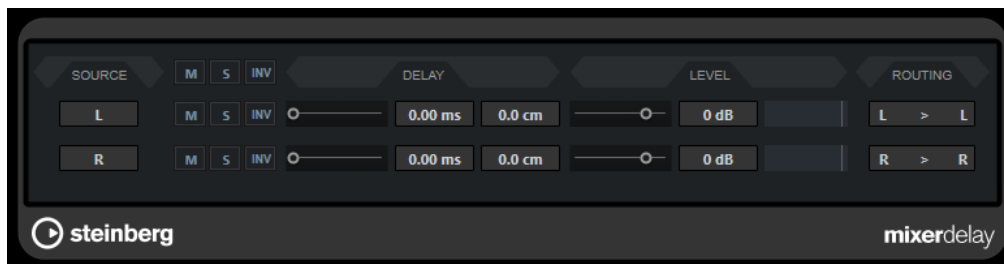 SOURCE M S INV DELAY LEVEL ROUTING
L M S INV 0.00 ms 0.0 cm 0 dB L > L
R M S INV 0.00 ms 0.0 cm 0 dB R > R
steinberg mixerdelay